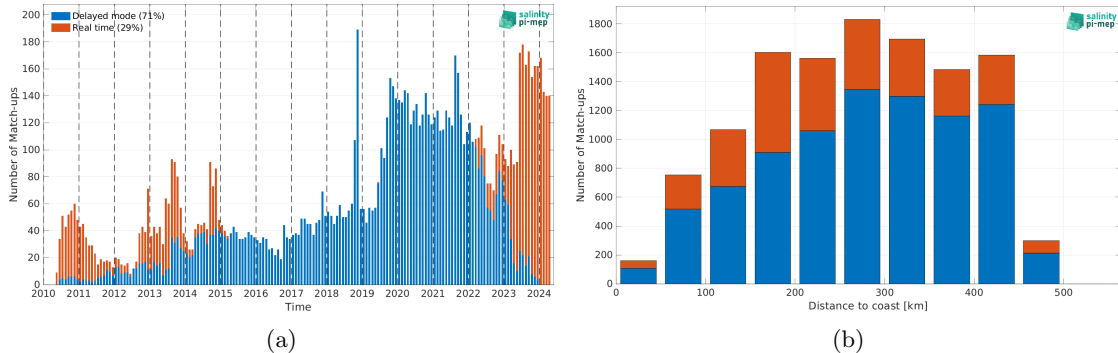 Delayed mode (71%)
Real time (29%)
salinity
pi-mep
200
180
160
140
120
100
80
60
40
20
0
Number of Match-ups
2010 2011 2012 2013 2014 2015 2016 2017 2018 2019 2020 2021 2022 2023 2024
Time
(a)
salinity
pi-mep
1800
1600
1400
1200
1000
800
600
400
200
0
Number of Match-ups
0 100 200 300 400 500
Distance to coast [km]
(b)